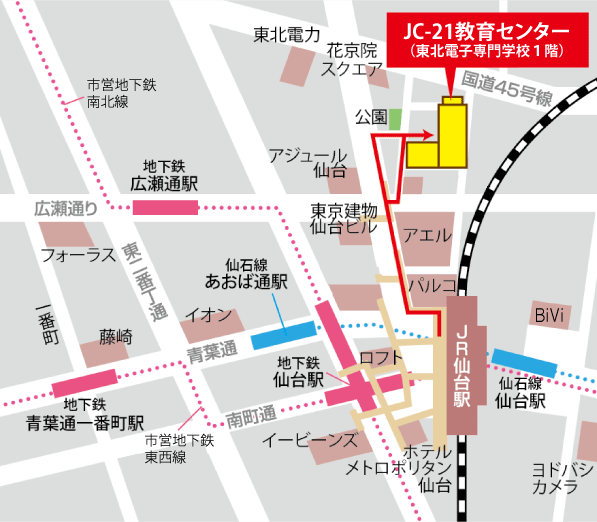 JC-21教育センター
(東北電子専門学校1階)
東北電力
花京院
スクエア
国道45号線
市営地下鉄
南北線
公園
地下鉄
広瀬通駅
アジュール
仙台
広瀬通り
東京建物
仙台ビル
アエル
フォーラス
東二番丁通
仙石線
あおば通駅
パルコ
一番町
藤崎
イオン
青葉通
BiVi
JR仙台駅
ロフト
地下鉄
仙台駅
仙石線
仙台駅
地下鉄
青葉通一番町駅
南町通
市営地下鉄
東西線
イービーンズ
ホテル
メトロポリタン
仙台
ヨドバシ
カメラ